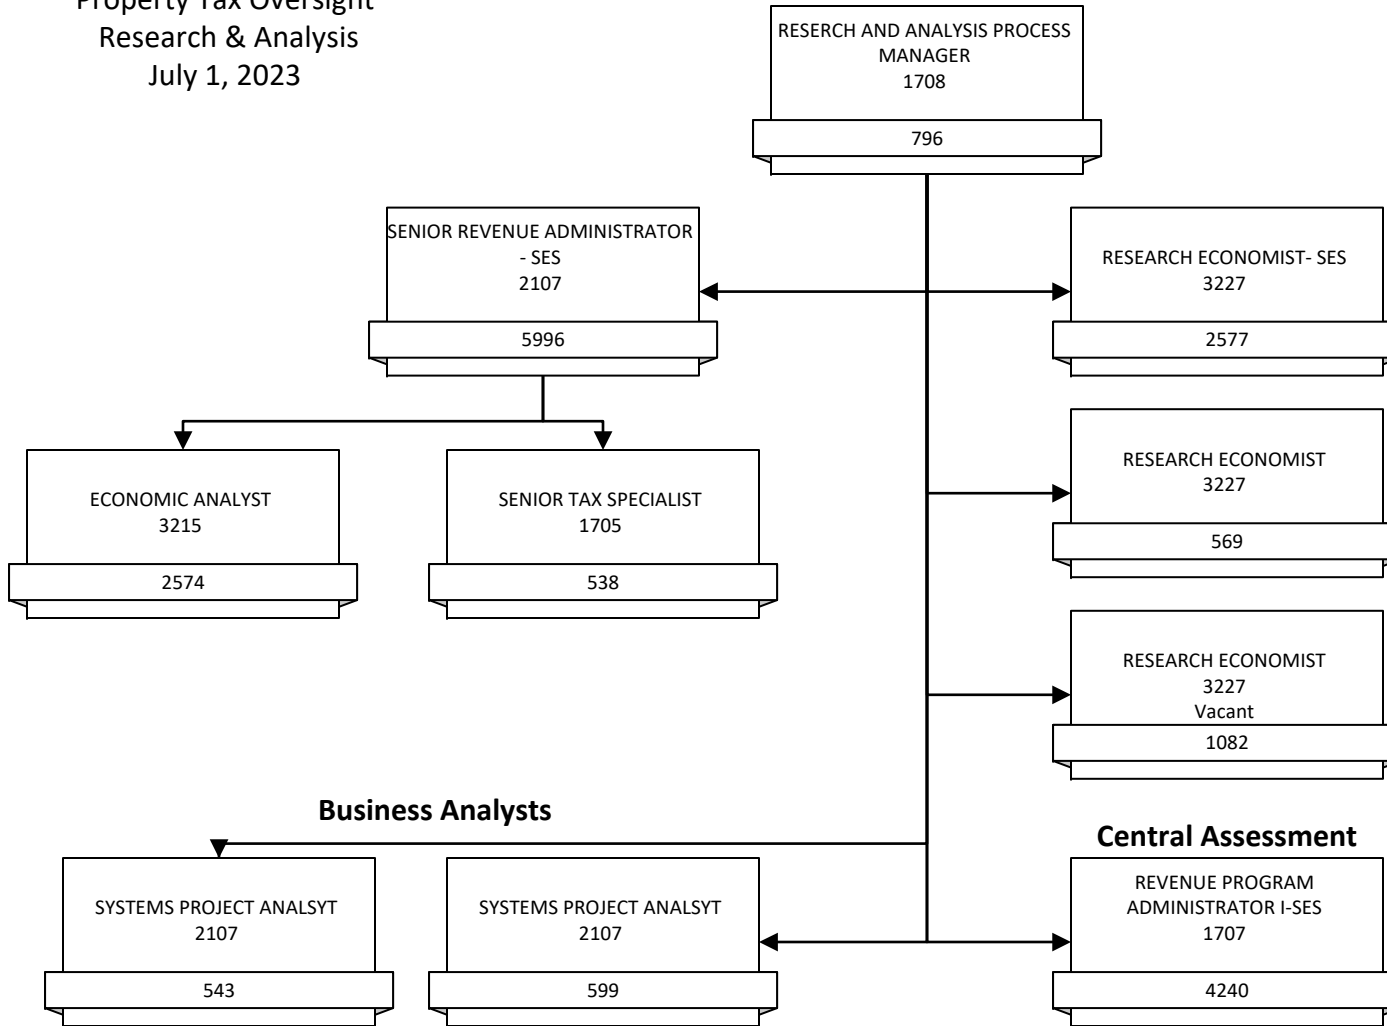 Property Tax Oversight
Research & Analysis
July 1, 2023
RESERCH AND ANALYSIS PROCESS
MANAGER
1708
796
SENIOR REVENUE ADMINISTRATOR
- SES
2107
5996
RESEARCH ECONOMIST- SES
3227
2577
ECONOMIC ANALYST
3215
2574
SENIOR TAX SPECIALIST
1705
538
RESEARCH ECONOMIST
3227
569
RESEARCH ECONOMIST
3227
Vacant
1082
Business Analysts
SYSTEMS PROJECT ANALSYT
2107
543
SYSTEMS PROJECT ANALSYT
2107
599
Central Assessment
REVENUE PROGRAM
ADMINISTRATOR I-SES
1707
4240